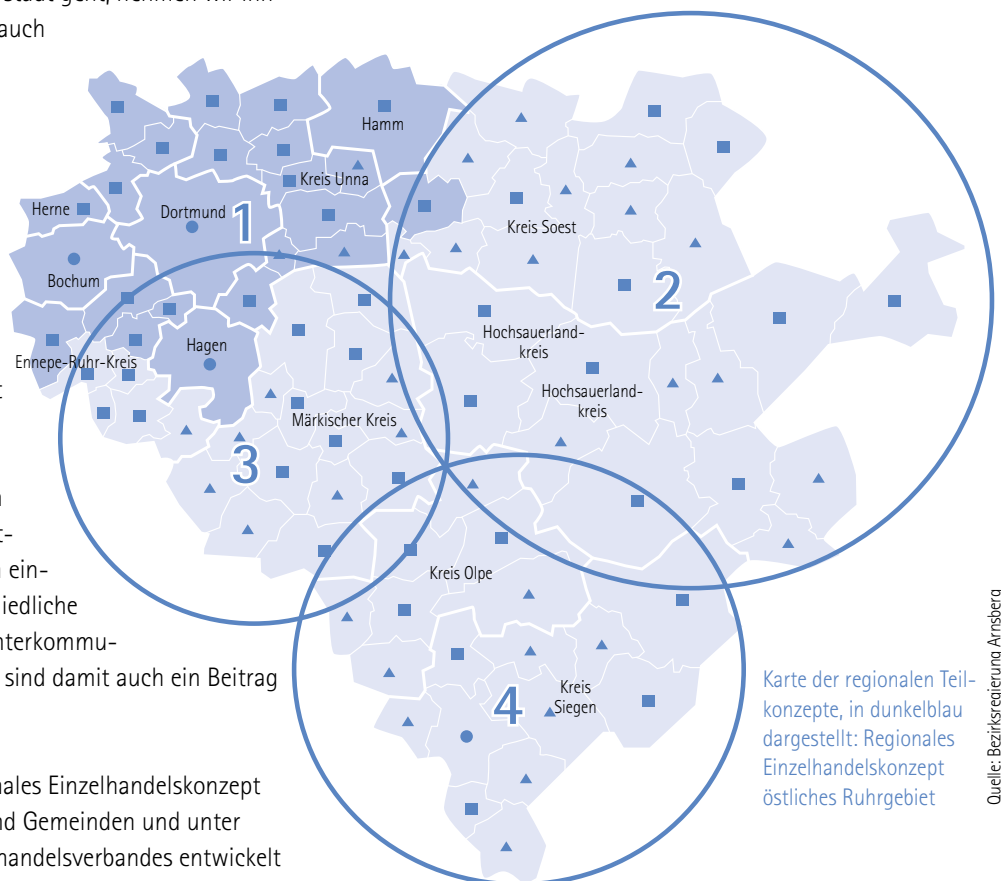 auch
Hamm
Kreis Unna
Herne
Dortmund
1
Kreis Soest
Bochum
2
Hochsauerland-
kreis
Hagen
Ennepe-Ruhr-Kreis
Hochsauerland-
kreis
Märkischer Kreis
3
t-
ein-
iedliche
nterkommu-
sind damit auch ein Beitrag
Kreis Olpe
Kreis
Siegen
4
Karte der regionalen Teil-
konzepte, in dunkelblau
dargestellt: Regionales
Einzelhandelskonzept
östliches Ruhrgebiet
Quelle: Bezirksregierung Arnsberg
ales Einzelhandelskonzept
nd Gemeinden und unter
handelsverbandes entwickelt